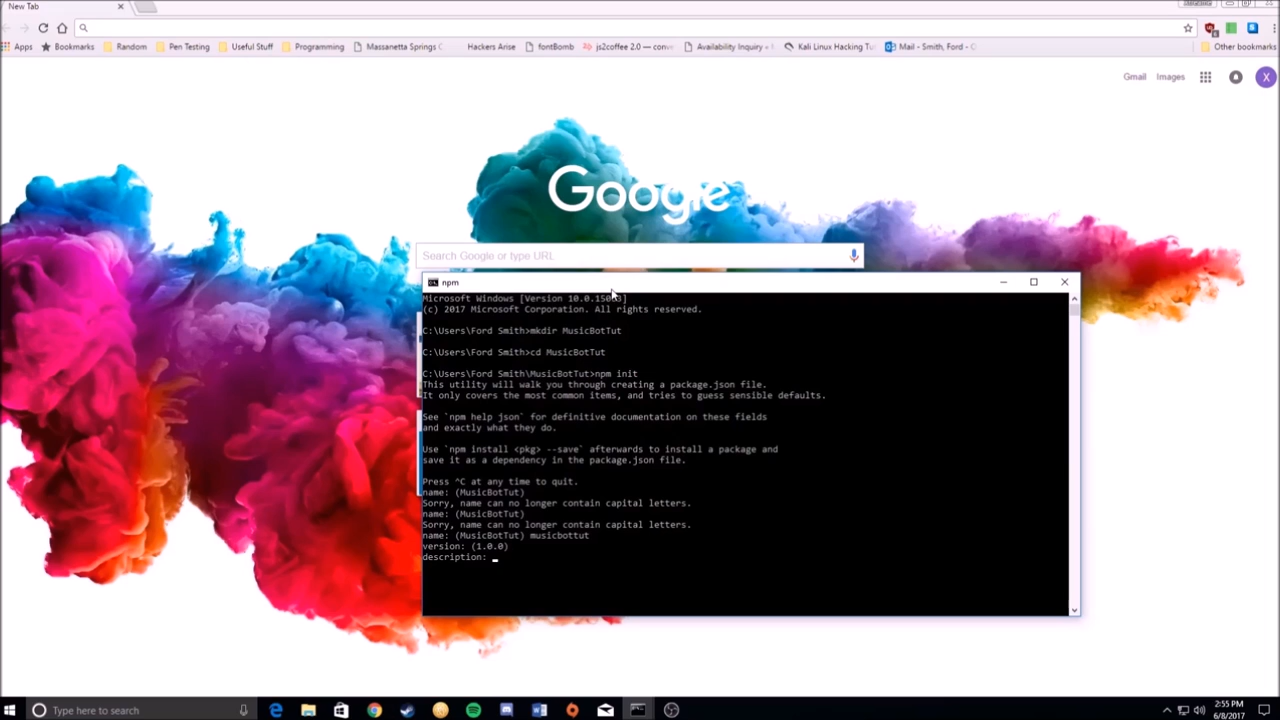 New Tab
Apps Bookmarks Random Pen Testing Useful Stuff Programming Massanetta Springs C Hackers Arise fontBomb js2coffee 2.0 — conv Availability Inquiry Kali Linux Hacking Tu Mail - Smith, Ford - O Other bookmarks
Gmail Images X
Google
Search Google or type URL
npm
Microsoft Windows [Version 10.0.15063]
(c) 2017 Microsoft Corporation. All rights reserved.
C:\Users\Ford Smith>mkdir MusicBotTut
C:\Users\Ford Smith>cd MusicBotTut
C:\Users\Ford Smith\MusicBotTut>npm init
This utility will walk you through creating a package.json file.
It only covers the most common items, and tries to guess sensible defaults.
See `npm help json` for definitive documentation on these fields
and exactly what they do.
Use `npm install <pkg> --save` afterwards to install a package and
save it as a dependency in the package.json file.
Press ^C at any time to quit.
name: (MusicBotTut)
Sorry, name can no longer contain capital letters.
name: (MusicBotTut)
Sorry, name can no longer contain capital letters.
name: (MusicBotTut) musicbottut
version: (1.0.0)
description:
Type here to search
2:55 PM
6/8/2017